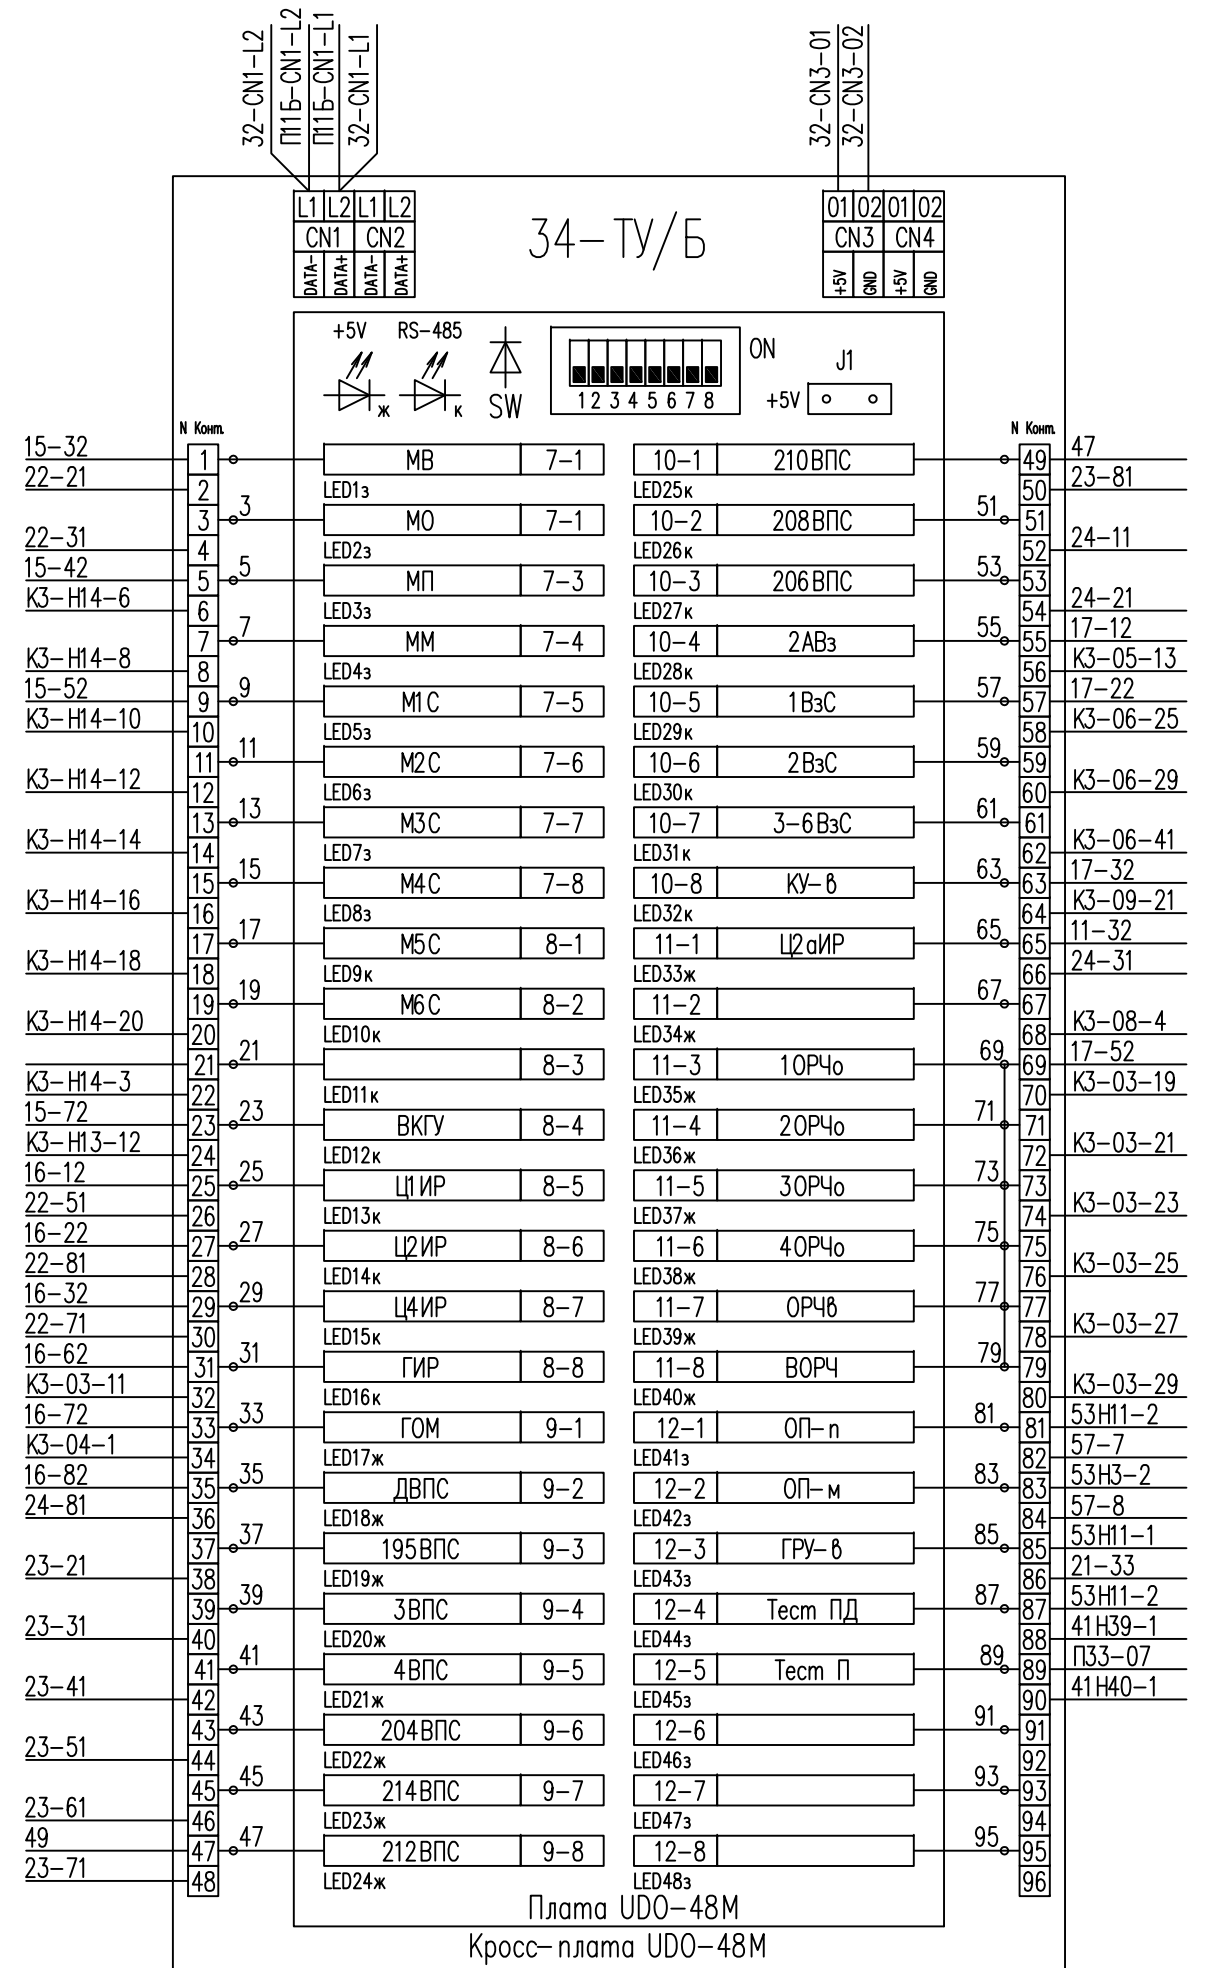 32-CN1-L2
П11Б-CN1-L2
П11Б-CN1-L1
32-CN1-L1
32-CN3-01
32-CN3-02
L1 L2 L1 L2
CN1 CN2
DATA- DATA+ DATA- DATA+
34-ТУ/Б
01 02 01 02
CN3 CN4
+5V GND +5V GND
+5V RS-485
ж к SW
ON
1 2 3 4 5 6 7 8
J1
+5V
N Конт. N Конт.
15-32 1 МВ 7-1 10-1 210ВПС 49 47
22-21 2 LED1з LED25к 50 23-81
3 3 МО 7-1 10-2 208ВПС 51 51
22-31 4 LED2з LED26к 52 24-11
15-42 5 5 МП 7-3 10-3 206ВПС 53 53
К3-Н14-6 6 LED3з LED27к 54 24-21
7 7 ММ 7-4 10-4 2АВз 55 55 17-12
К3-Н14-8 8 LED4з LED28к 56 К3-05-13
15-52 9 9 М1С 7-5 10-5 1ВзС 57 57 17-22
К3-Н14-10 10 LED5з LED29к 58 К3-06-25
11 11 М2С 7-6 10-6 2ВзС 59 59
К3-Н14-12 12 LED6з LED30к 60 К3-06-29
13 13 М3С 7-7 10-7 3-6ВзС 61 61
К3-Н14-14 14 LED7з LED31к 62 К3-06-41
15 15 М4С 7-8 10-8 КУ-в 63 63 17-32
К3-Н14-16 16 LED8з LED32к 64 К3-09-21
17 17 М5С 8-1 11-1 Ц2аИР 65 65 11-32
К3-Н14-18 18 LED9к LED33ж 66 24-31
19 19 М6С 8-2 11-2 67 67
К3-Н14-20 20 LED10к LED34ж 68 К3-08-4
21 21 8-3 11-3 1ОРЧо 69 69 17-52
К3-Н14-3 22 LED11к LED35ж 70 К3-03-19
15-72 23 23 ВКГУ 8-4 11-4 2ОРЧо 71 71
К3-Н13-12 24 LED12к LED36ж 72 К3-03-21
16-12 25 25 Ц1ИР 8-5 11-5 3ОРЧо 73 73
22-51 26 LED13к LED37ж 74 К3-03-23
16-22 27 27 Ц2ИР 8-6 11-6 4ОРЧо 75 75
22-81 28 LED14к LED38ж 76 К3-03-25
16-32 29 29 Ц4ИР 8-7 11-7 ОРЧв 77 77
22-71 30 LED15к LED39ж 78 К3-03-27
16-62 31 31 ГИР 8-8 11-8 ВОРЧ 79 79
К3-03-11 32 LED16к LED40ж 80 К3-03-29
16-72 33 33 ГОМ 9-1 12-1 ОП-п 81 81 53Н11-2
К3-04-1 34 LED17ж LED41з 82 57-7
16-82 35 35 ДВПС 9-2 12-2 ОП-м 83 83 53Н3-2
24-81 36 LED18ж LED42з 84 57-8
37 37 195ВПС 9-3 12-3 ГРУ-в 85 85 53Н11-1
23-21 38 LED19ж LED43з 86 21-33
39 39 3ВПС 9-4 12-4 Тест ПД 87 87 53Н11-2
23-31 40 LED20ж LED44з 88 41Н39-1
41 41 4ВПС 9-5 12-5 Тест П 89 89 П33-07
23-41 42 LED21ж LED45з 90 41Н40-1
43 43 204ВПС 9-6 12-6 91 91
23-51 44 LED22ж LED46з 92
45 45 214ВПС 9-7 12-7 93 93
23-61 46 LED23ж LED47з 94
49 47 47 212ВПС 9-8 12-8 95 95
23-71 48 LED24ж LED48з 96
Плата UDO-48М
Кросс-плата UDO-48М